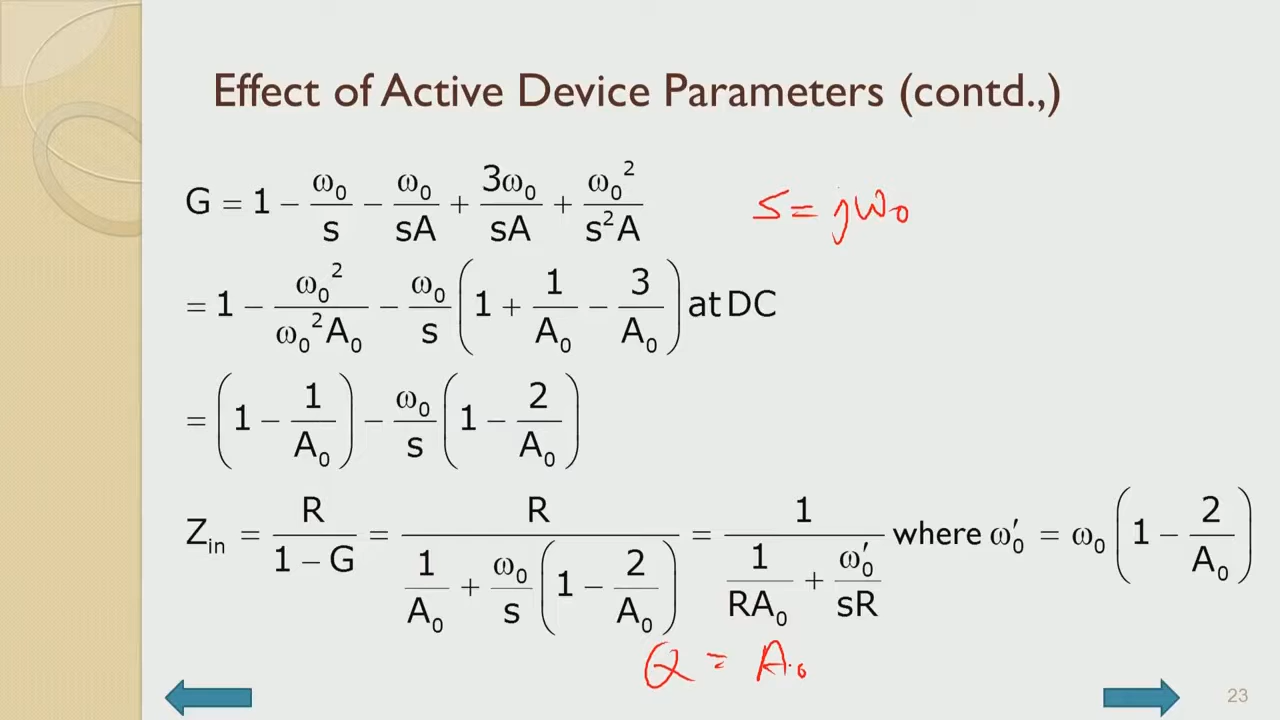 Effect of Active Device Parameters (contd.,)
G = 1 − ω₀/s − ω₀/sA + 3ω₀/sA + ω₀²/s²A
s = jω₀
= 1 − ω₀²/ω₀²A₀ − ω₀/s (1 + 1/A₀ − 3/A₀) at DC
= (1 − 1/A₀) − ω₀/s (1 − 2/A₀)
Z_in = R/(1 − G) = R/(1/A₀ + ω₀/s (1 − 2/A₀)) = 1/(1/RA₀ + ω₀′/sR) where ω₀′ = ω₀ (1 − 2/A₀)
Q = A₀
23